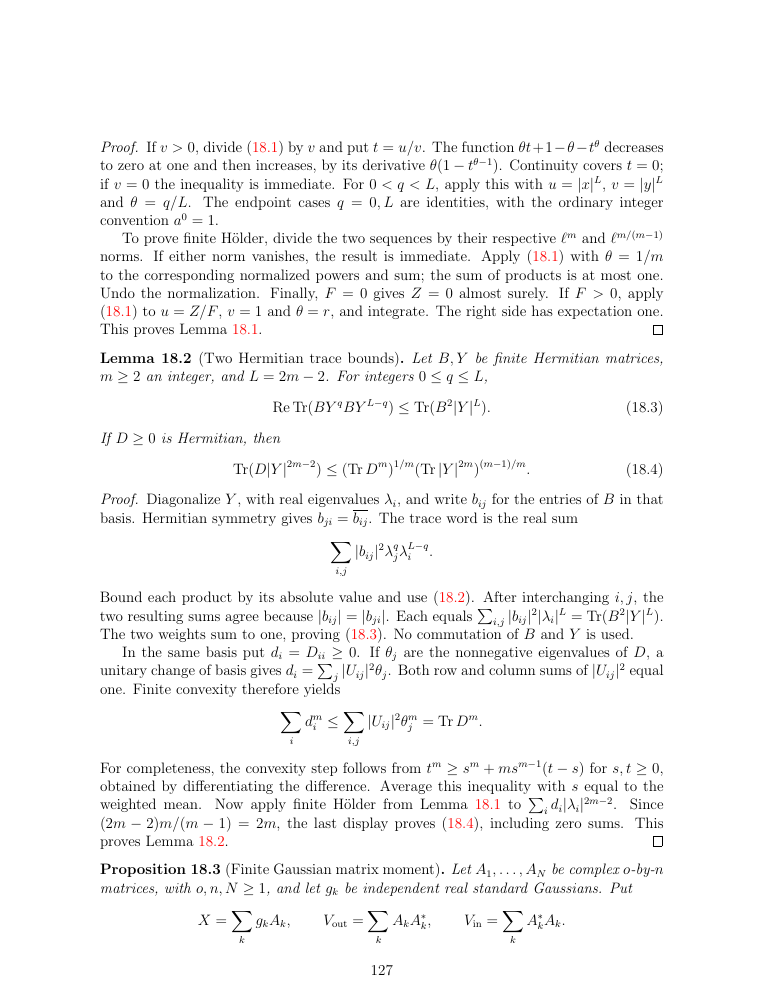 Proof. If v > 0, divide (18.1) by v and put t = u/v. The function θt+1−θ−t^θ decreases
to zero at one and then increases, by its derivative θ(1 − t^{θ−1}). Continuity covers t = 0;
if v = 0 the inequality is immediate. For 0 < q < L, apply this with u = |x|^L, v = |y|^L
and θ = q/L. The endpoint cases q = 0, L are identities, with the ordinary integer
convention a^0 = 1.
To prove finite Hölder, divide the two sequences by their respective ℓ^m and ℓ^{m/(m−1)}
norms. If either norm vanishes, the result is immediate. Apply (18.1) with θ = 1/m
to the corresponding normalized powers and sum; the sum of products is at most one.
Undo the normalization. Finally, F = 0 gives Z = 0 almost surely. If F > 0, apply
(18.1) to u = Z/F, v = 1 and θ = r, and integrate. The right side has expectation one.
This proves Lemma 18.1. □
Lemma 18.2 (Two Hermitian trace bounds). Let B, Y be finite Hermitian matrices,
m ≥ 2 an integer, and L = 2m − 2. For integers 0 ≤ q ≤ L,
Re Tr(BY^qBY^{L−q}) ≤ Tr(B^2|Y|^L). (18.3)
If D ≥ 0 is Hermitian, then
Tr(D|Y|^{2m−2}) ≤ (Tr D^m)^{1/m}(Tr |Y|^{2m})^{(m−1)/m}. (18.4)
Proof. Diagonalize Y, with real eigenvalues λ_i, and write b_{ij} for the entries of B in that
basis. Hermitian symmetry gives b_{ji} = \overline{b_{ij}}. The trace word is the real sum
∑_{i,j} |b_{ij}|^2λ_j^qλ_i^{L−q}.
Bound each product by its absolute value and use (18.2). After interchanging i, j, the
two resulting sums agree because |b_{ij}| = |b_{ji}|. Each equals ∑_{i,j} |b_{ij}|^2|λ_i|^L = Tr(B^2|Y|^L).
The two weights sum to one, proving (18.3). No commutation of B and Y is used.
In the same basis put d_i = D_{ii} ≥ 0. If θ_j are the nonnegative eigenvalues of D, a
unitary change of basis gives d_i = ∑_j |U_{ij}|^2θ_j. Both row and column sums of |U_{ij}|^2 equal
one. Finite convexity therefore yields
∑_i d_i^m ≤ ∑_{i,j} |U_{ij}|^2θ_j^m = Tr D^m.
For completeness, the convexity step follows from t^m ≥ s^m + ms^{m−1}(t − s) for s, t ≥ 0,
obtained by differentiating the difference. Average this inequality with s equal to the
weighted mean. Now apply finite Hölder from Lemma 18.1 to ∑_i d_i|λ_i|^{2m−2}. Since
(2m − 2)m/(m − 1) = 2m, the last display proves (18.4), including zero sums. This
proves Lemma 18.2. □
Proposition 18.3 (Finite Gaussian matrix moment). Let A_1, . . . , A_N be complex o-by-n
matrices, with o, n, N ≥ 1, and let g_k be independent real standard Gaussians. Put
X = ∑_k g_kA_k, V_{out} = ∑_k A_kA_k^*, V_{in} = ∑_k A_k^*A_k.
127